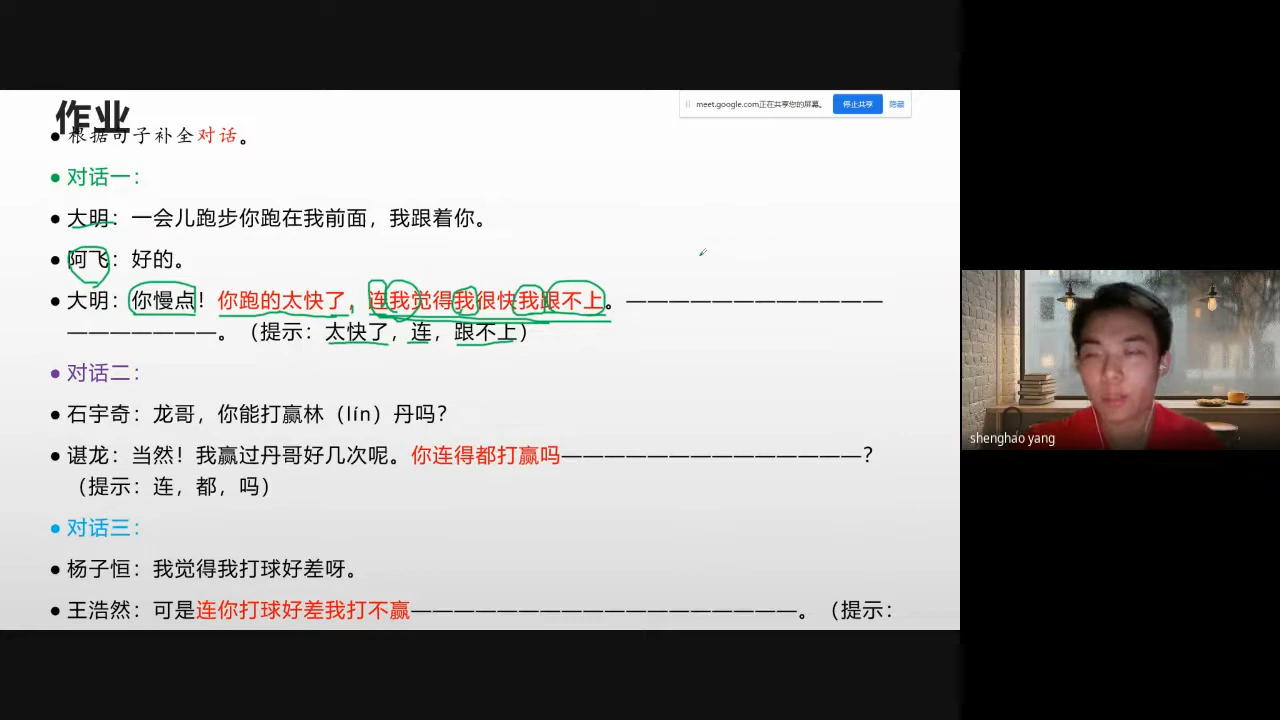 作业
meet.google.com正在共享您的屏幕。 停止共享 隐藏
● 根据句子补全对话。
● 对话一：
● 大明：一会儿跑步你跑在我前面，我跟着你。
● 阿飞：好的。
● 大明：你慢点！你跑的太快了，连我觉得我很快我跟不上。————————————
———————。（提示：太快了，连，跟不上）
● 对话二：
● 石宇奇：龙哥，你能打赢林（lín）丹吗？
● 谌龙：当然！我赢过丹哥好几次呢。你连得都打赢吗——————————————？
（提示：连，都，吗）
● 对话三：
● 杨子恒：我觉得我打球好差呀。
● 王浩然：可是连你打球好差我打不赢——————————————————。（提示：
shenghao yang